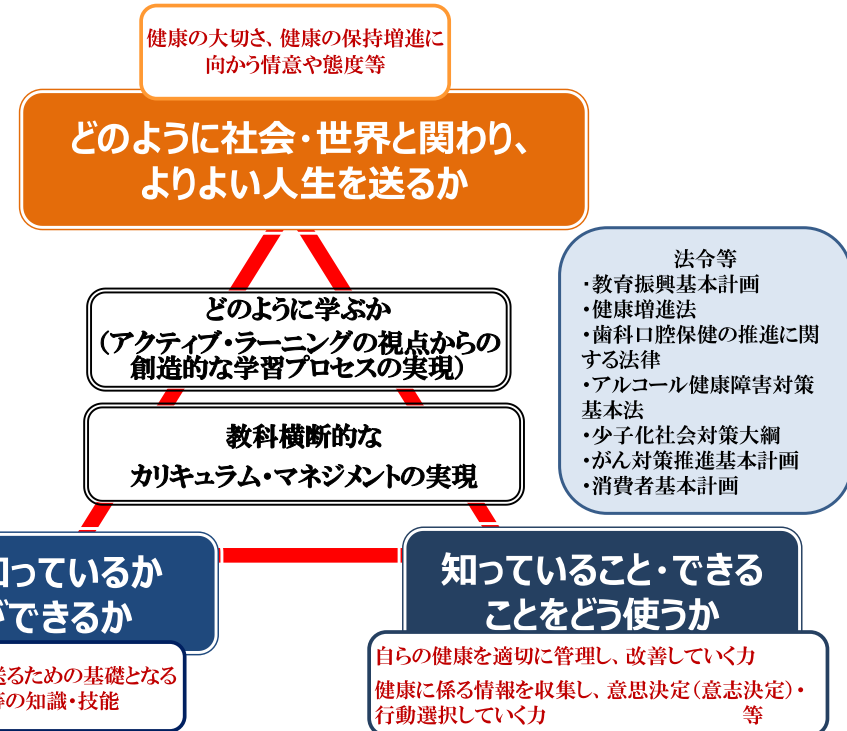 健康の大切さ、健康の保持増進に
向かう情意や態度等
どのように社会・世界と関わり、
よりよい人生を送るか
どのように学ぶか
（アクティブ・ラーニングの視点からの
創造的な学習プロセスの実現）
教科横断的な
カリキュラム・マネジメントの実現
法令等
・教育振興基本計画
・健康増進法
・歯科口腔保健の推進に関
する法律
・アルコール健康障害対策
基本法
・少子化社会対策大綱
・がん対策推進基本計画
・消費者基本計画
っているか
できるか
送るための基礎となる
等の知識・技能
知っていること・できる
ことをどう使うか
自らの健康を適切に管理し、改善していく力
健康に係る情報を収集し、意思決定（意志決定）・
行動選択していく力 等